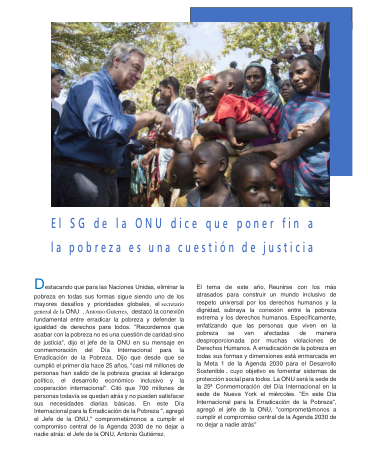 El SG de la ONU dice que poner fin a
la pobreza es una cuestión de justicia
Destacando que para las Naciones Unidas, eliminar la
pobreza en todas sus formas sigue siendo uno de los
mayores desafíos y prioridades globales, el secretario
general de la ONU , Antonio Guterres, destacó la conexión
fundamental entre erradicar la pobreza y defender la
igualdad de derechos para todos. "Recordemos que
acabar con la pobreza no es una cuestión de caridad sino
de justicia", dijo el jefe de la ONU en su mensaje en
conmemoración del Día Internacional para la
Erradicación de la Pobreza. Dijo que desde que se
cumplió el primer día hace 25 años, "casi mil millones de
personas han salido de la pobreza gracias al liderazgo
político, el desarrollo económico inclusivo y la
cooperación internacional". Citó que 700 millones de
personas todavía se quedan atrás y no pueden satisfacer
sus necesidades diarias básicas. En este Día
Internacional para la Erradicación de la Pobreza ", agregó
el Jefe de la ONU," comprometámonos a cumplir el
compromiso central de la Agenda 2030 de no dejar a
nadie atrás: el Jefe de la ONU, Antonio Gutiérrez.
El tema de este año, Reunirse con los más
atrasados para construir un mundo inclusivo de
respeto universal por los derechos humanos y la
dignidad, subraya la conexión entre la pobreza
extrema y los derechos humanos. Específicamente,
enfatizando que las personas que viven en la
pobreza se ven afectadas de manera
desproporcionada por muchas violaciones de
Derechos Humanos. A erradicación de la pobreza en
todas sus formas y dimensiones está enmarcada en
la Meta 1 de la Agenda 2030 para el Desarrollo
Sostenible , cuyo objetivo es fomentar sistemas de
protección social para todos. La ONU será la sede de
la 25ª Conmemoración del Día Internacional en la
sede de Nueva York el miércoles. "En este Día
Internacional para la Erradicación de la Pobreza",
agregó el jefe de la ONU, "comprometámonos a
cumplir el compromiso central de la Agenda 2030 de
no dejar a nadie atrás"